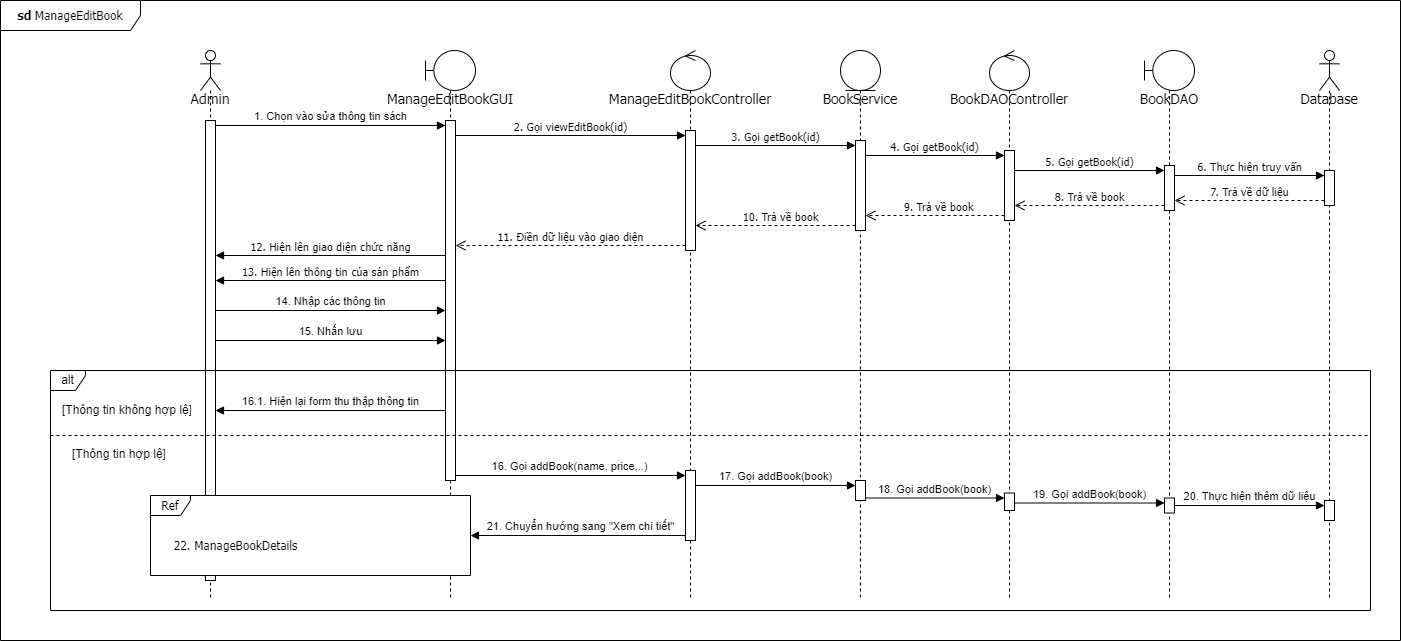 sd ManageEditBook
Admin
ManageEditBookGUI
ManageEditBookController
BookService
BookDAOController
BookDAO
Database
1. Chọn vào sửa thông tin sách
2. Gọi viewEditBook(id)
3. Gọi getBook(id)
4. Gọi getBook(id)
5. Gọi getBook(id)
6. Thực hiện truy vấn
7. Trả về dữ liệu
8. Trả về book
9. Trả về book
10. Trả về book
11. Điền dữ liệu vào giao diện
12. Hiện lên giao diện chức năng
13. Hiện lên thông tin của sản phẩm
14. Nhập các thông tin
15. Nhấn lưu
alt
[Thông tin không hợp lệ]
16.1. Hiện lại form thu thập thông tin
[Thông tin hợp lệ]
16. Gọi addBook(name, price,..)
17. Gọi addBook(book)
18. Gọi addBook(book)
19. Gọi addBook(book)
20. Thực hiện thêm dữ liệu
21. Chuyển hướng sang "Xem chi tiết"
Ref
22. ManageBookDetails